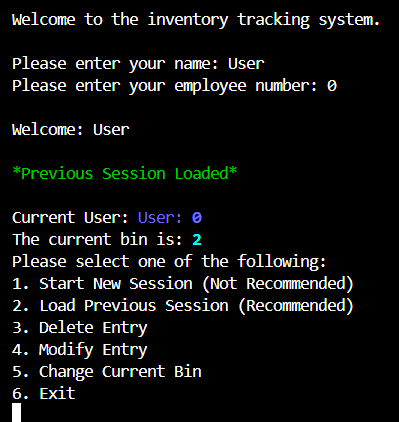 Welcome to the inventory tracking system.
Please enter your name: User
Please enter your employee number: 0
Welcome: User
*Previous Session Loaded*
Current User: User: 0
The current bin is: 2
Please select one of the following:
1. Start New Session (Not Recommended)
2. Load Previous Session (Recommended)
3. Delete Entry
4. Modify Entry
5. Change Current Bin
6. Exit